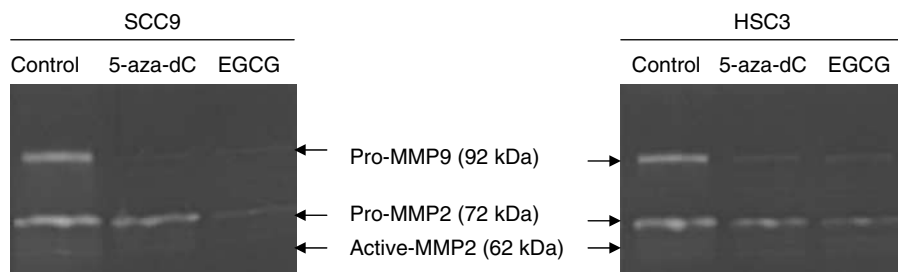 SCC9
HSC3
Control 5-aza-dC EGCG
Control 5-aza-dC EGCG
Pro-MMP9 (92 kDa)
Pro-MMP2 (72 kDa)
Active-MMP2 (62 kDa)